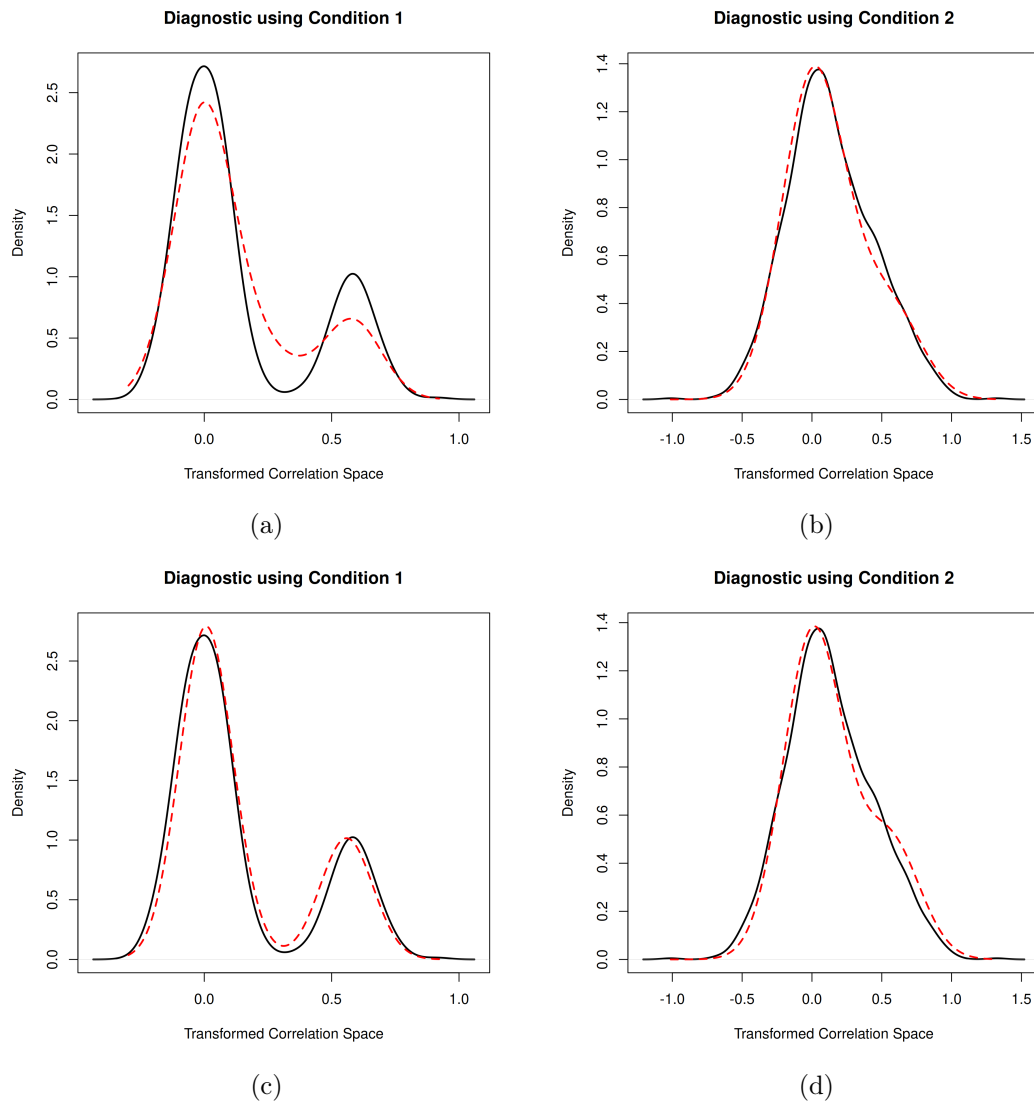 Diagnostic using Condition 1
Density
0.0 0.5 1.0 1.5 2.0 2.5
0.0 0.5 1.0
Transformed Correlation Space
(a)
Diagnostic using Condition 2
Density
0.0 0.2 0.4 0.6 0.8 1.0 1.2 1.4
-1.0 -0.5 0.0 0.5 1.0 1.5
Transformed Correlation Space
(b)
Diagnostic using Condition 1
Density
0.0 0.5 1.0 1.5 2.0 2.5
0.0 0.5 1.0
Transformed Correlation Space
(c)
Diagnostic using Condition 2
Density
0.0 0.2 0.4 0.6 0.8 1.0 1.2 1.4
-1.0 -0.5 0.0 0.5 1.0 1.5
Transformed Correlation Space
(d)